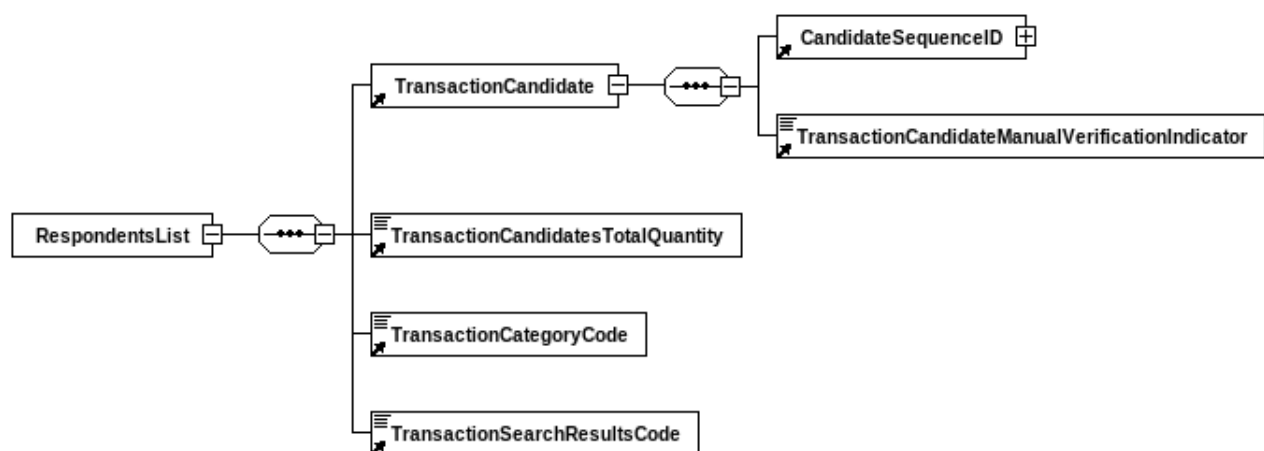 CandidateSequenceID
TransactionCandidate
TransactionCandidateManualVerificationIndicator
RespondentsList
TransactionCandidatesTotalQuantity
TransactionCategoryCode
TransactionSearchResultsCode